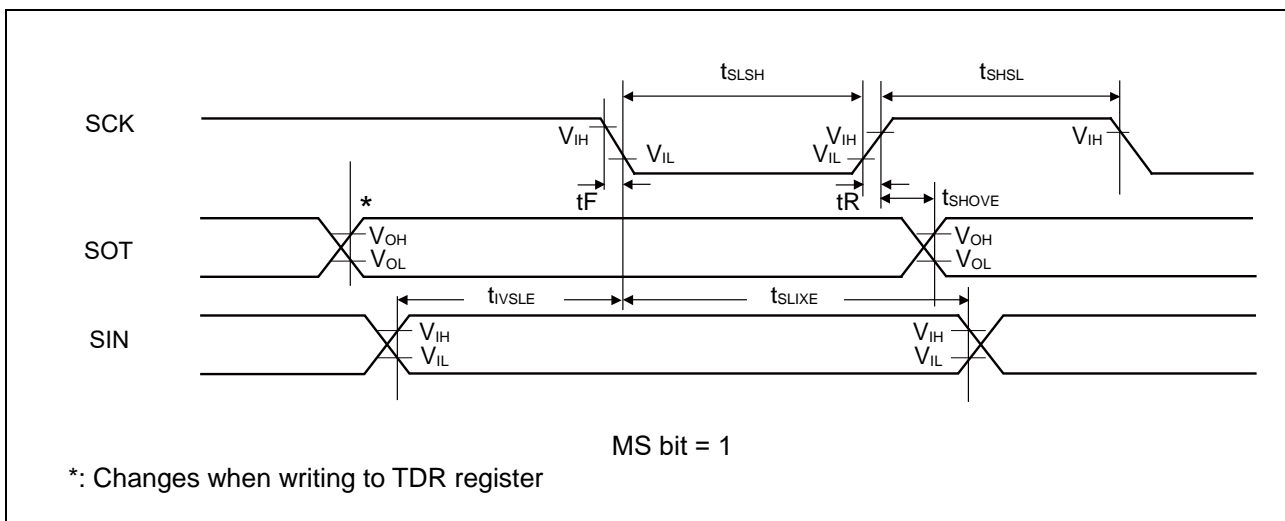 tSLSH tSHSL
SCK
VIH VIL VIH VIL VIH
tF tR tSHOVE
*
SOT
VOH VOH
VOL VOL
tIVSLE tSLIXE
SIN
VIH VIH
VIL VIL
MS bit = 1
*: Changes when writing to TDR register